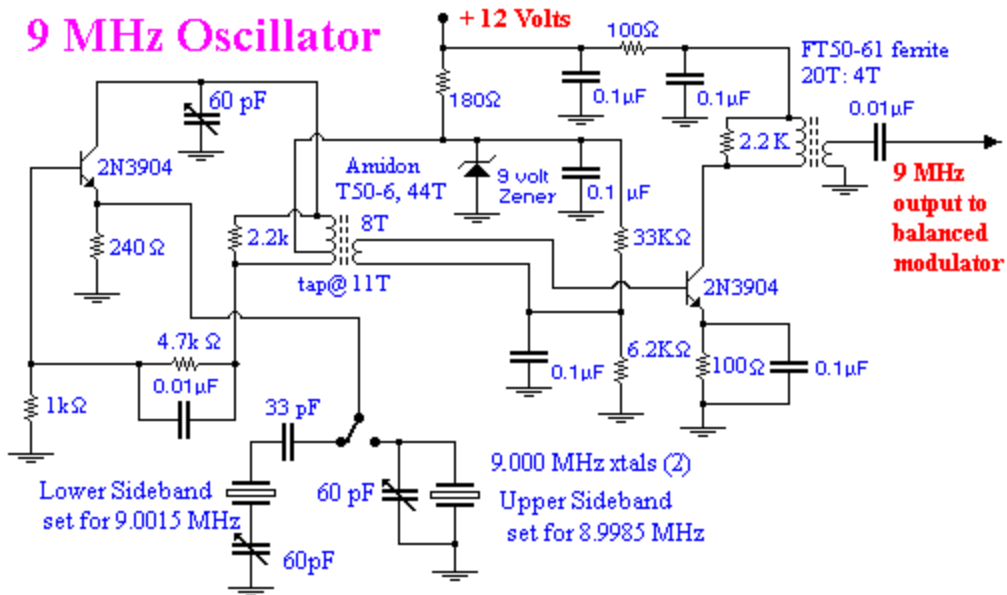 9 MHz Oscillator
+ 12 Volts
100Ω
FT50-61 ferrite
20T: 4T
60 pF
180Ω
0.1µF
0.1µF
0.01µF
2.2 K
2N3904
Amidon
T50-6, 44T
9 volt
Zener
0.1 µF
9 MHz
output to
balanced
modulator
240 Ω
2.2k
8T
33KΩ
tap@ 11T
2N3904
4.7k Ω
0.01µF
0.1µF
6.2KΩ
100Ω
0.1µF
1kΩ
33 pF
9.000 MHz xtals (2)
Lower Sideband
set for 9.0015 MHz
60 pF
Upper Sideband
set for 8.9985 MHz
60pF